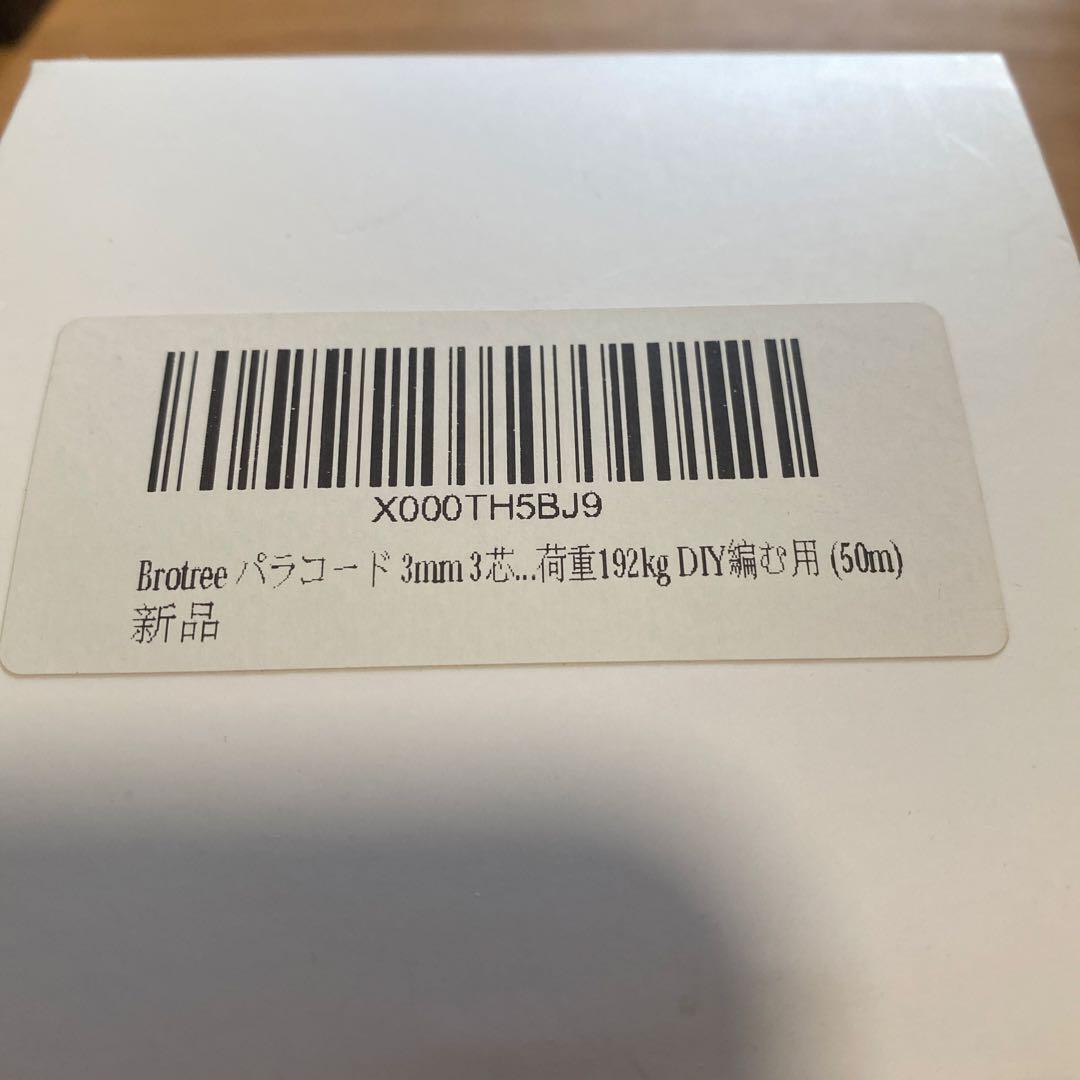 X000TH5BJ9
Brotree パラコード 3mm 3芯...荷重192kg DIY編む用 (50m)
新品